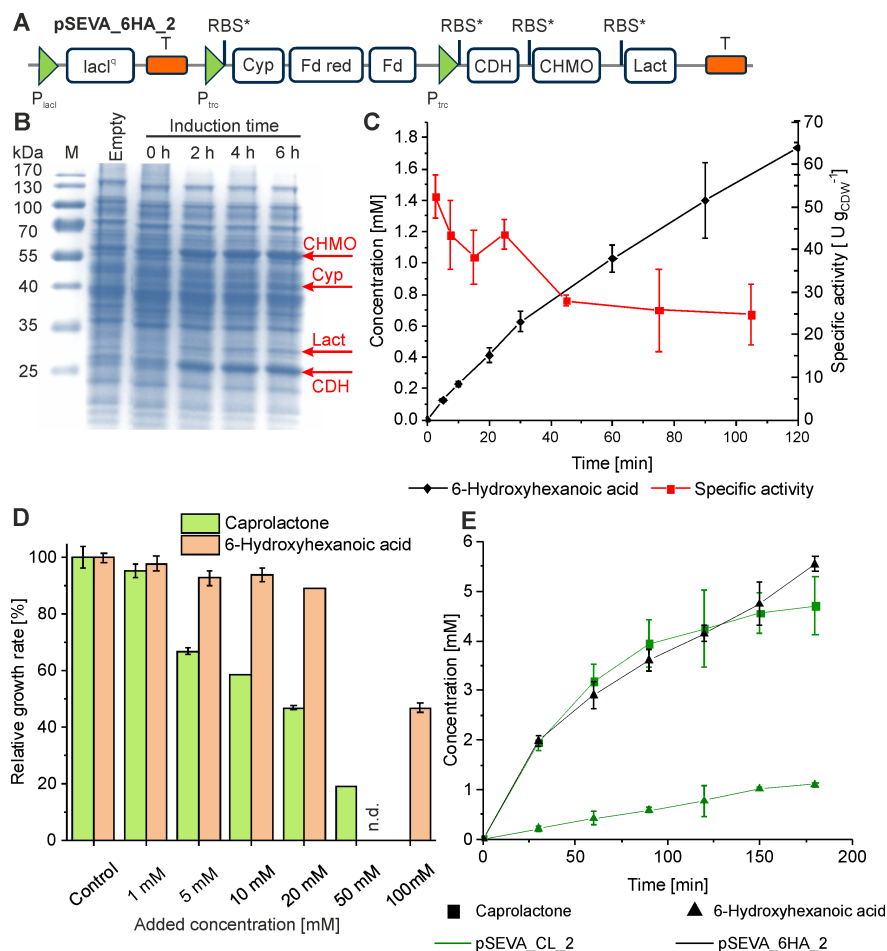 A
pSEVA_6HA_2
T
RBS*
RBS*
RBS*
RBS*
T
lacI^q
Cyp
Fd red
Fd
CDH
CHMO
Lact
P_lacI
P_trc
P_trc
B
Induction time
kDa
M
Empty
0 h
2 h
4 h
6 h
170
130
100
70
55
40
35
25
CHMO
Cyp
Lact
CDH
C
Concentration [mM]
1.8
1.6
1.4
1.2
1.0
0.8
0.6
0.4
0.2
0.0
0 20 40 60 80 100 120
Time [min]
70
60
50
40
30
20
10
0
Specific activity [ U g_CDW^-1]
6-Hydroxyhexanoic acid
Specific activity
D
Caprolactone
6-Hydroxyhexanoic acid
Relative growth rate [%]
100
80
60
40
20
0
n.d.
Control
1 mM
5 mM
10 mM
20 mM
50 mM
100mM
Added concentration [mM]
E
Concentration [mM]
6
5
4
3
2
1
0
0 50 100 150 200
Time [min]
Caprolactone
6-Hydroxyhexanoic acid
pSEVA_CL_2
pSEVA_6HA_2